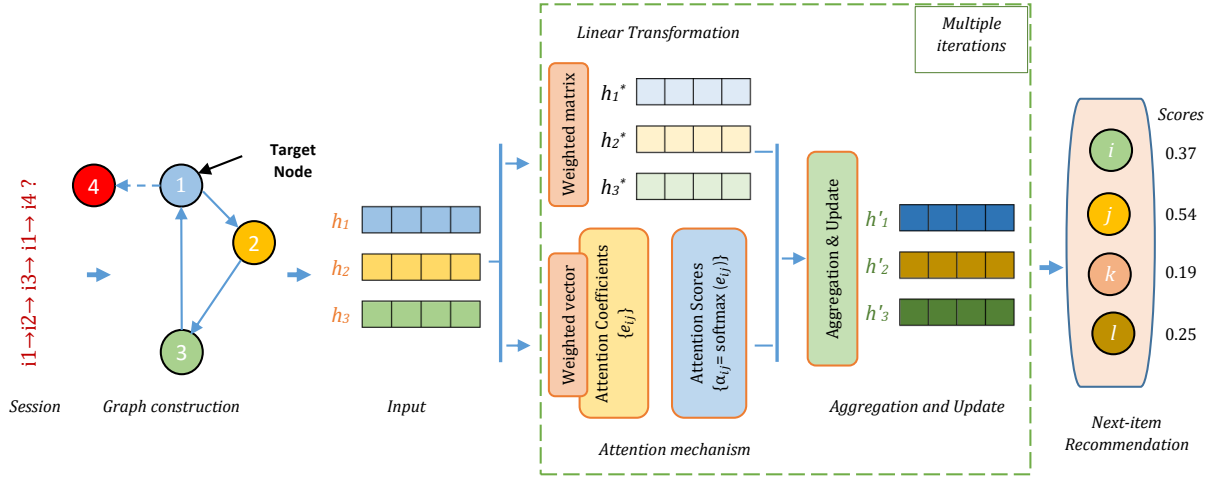 i1→i2→ i3→ i1→ i4 ?
Session
4
1
2
3
Target
Node
Graph construction
h1
h2
h3
Input
Linear Transformation
Multiple
iterations
Weighted matrix
h1*
h2*
h3*
Weighted vector
Attention Coefficients
{eij}
Attention Scores
{αij= softmax (eij)}
Attention mechanism
Aggregation & Update
h'1
h'2
h'3
Aggregation and Update
Scores
i
0.37
j
0.54
k
0.19
l
0.25
Next-item
Recommendation